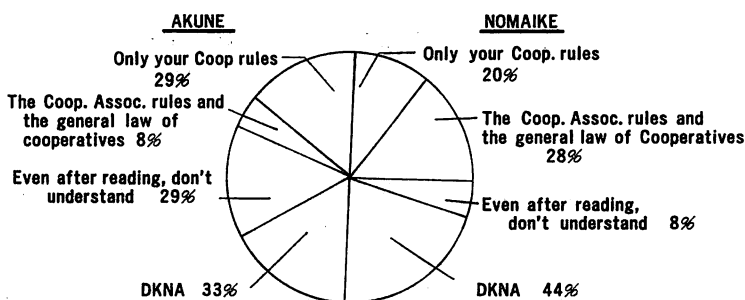 AKUNE
Only your Coop rules
29%
The Coop. Assoc. rules and
the general law of
cooperatives 8%
Even after reading, don't
understand 29%
DKNA 33%
NOMAIKE
Only your Coop. rules
20%
The Coop. Assoc. rules and
the general law of Cooperatives
28%
Even after reading,
don't understand 8%
DKNA 44%